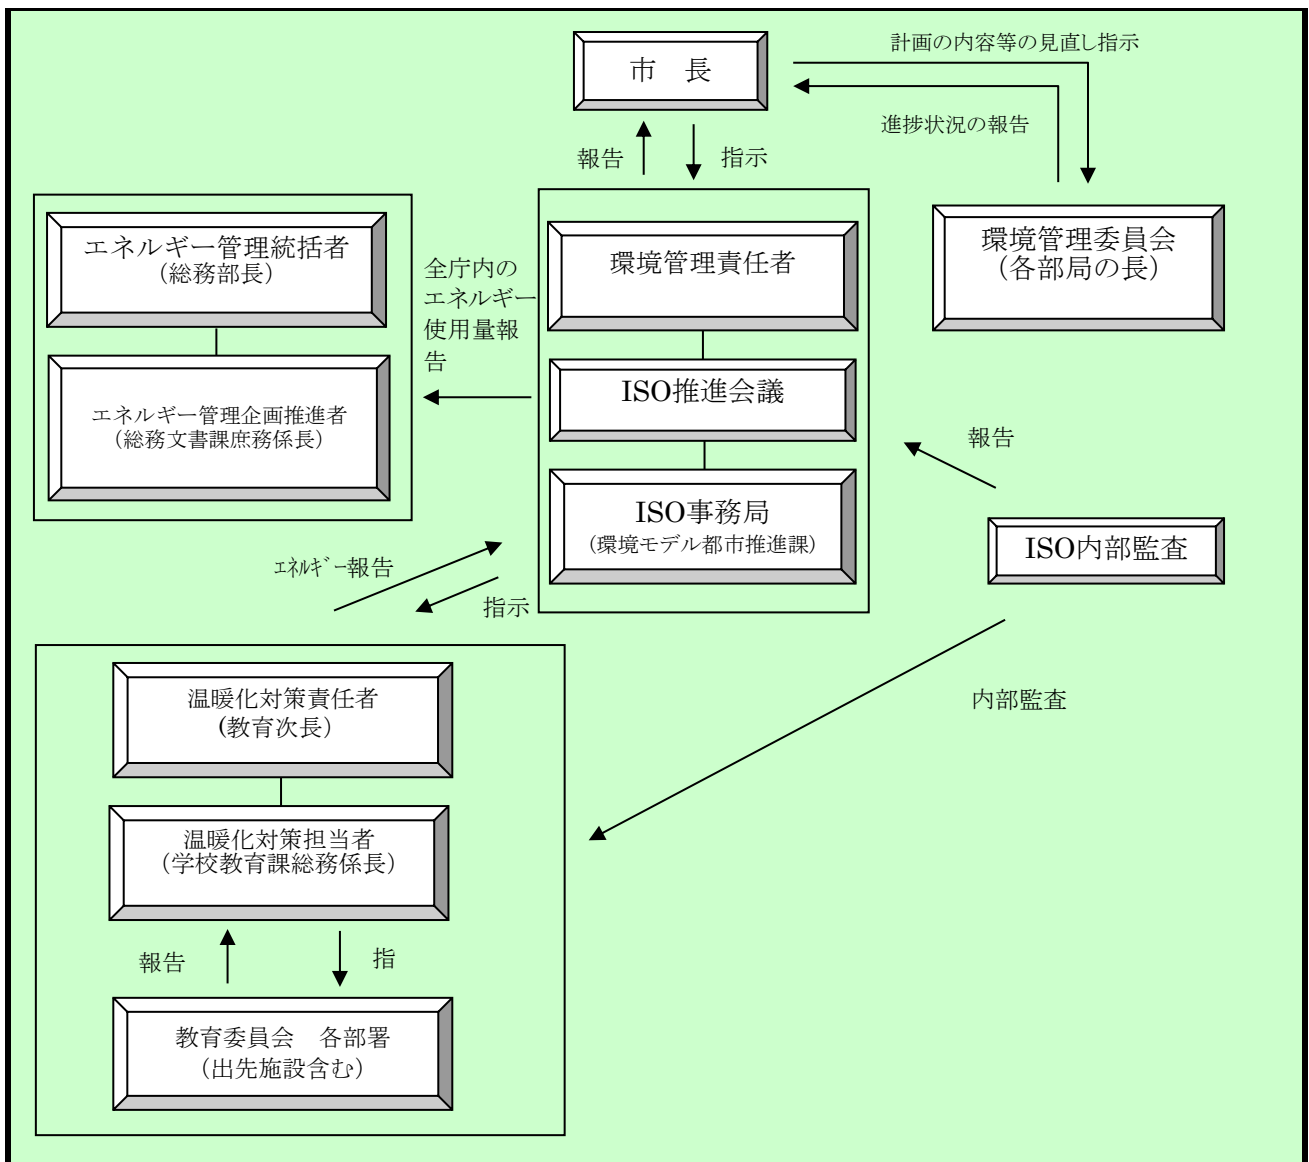 市　長
計画の内容等の見直し指示
進捗状況の報告
報告
指示
エネルギー管理統括者
（総務部長）
エネルギー管理企画推進者
（総務文書課庶務係長）
全庁内の
エネルギー
使用量報
告
環境管理責任者
ISO推進会議
ISO事務局
（環境モデル都市推進課）
環境管理委員会
（各部局の長）
報告
ISO内部監査
ｴﾈﾙｷﾞｰ報告
指示
内部監査
温暖化対策責任者
（教育次長）
温暖化対策担当者
（学校教育課総務係長）
報告
指
教育委員会　各部署
（出先施設含む）